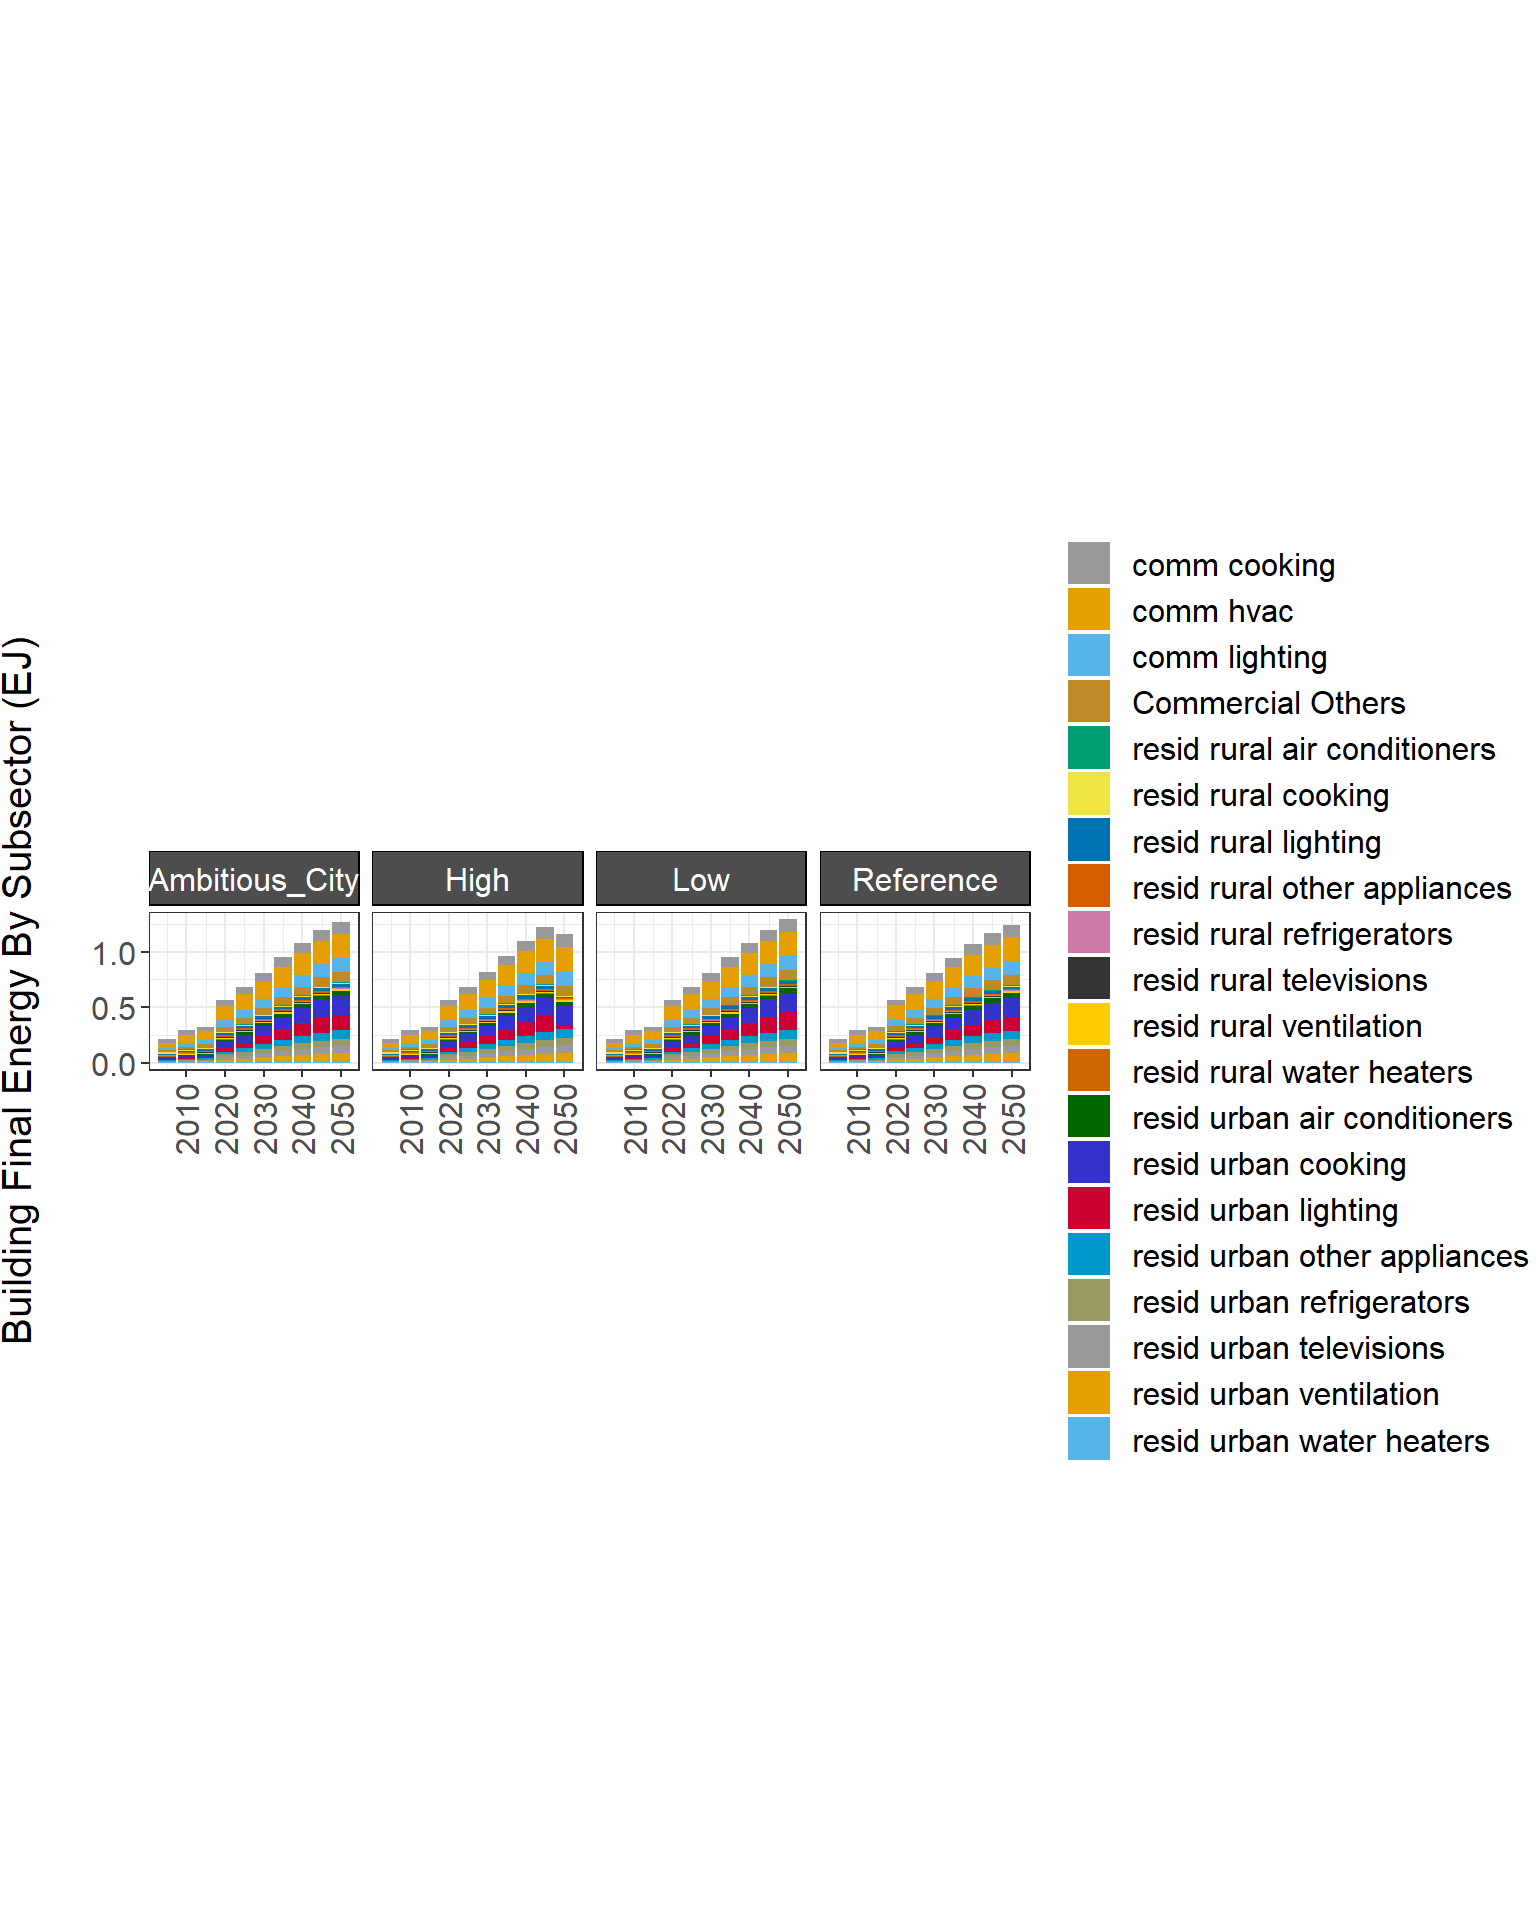 Building Final Energy By Subsector (EJ)
Ambitious_City
High
Low
Reference
1.0
0.5
0.0
2010 2020 2030 2040 2050
2010 2020 2030 2040 2050
2010 2020 2030 2040 2050
2010 2020 2030 2040 2050
comm cooking
comm hvac
comm lighting
Commercial Others
resid rural air conditioners
resid rural cooking
resid rural lighting
resid rural other appliances
resid rural refrigerators
resid rural televisions
resid rural ventilation
resid rural water heaters
resid urban air conditioners
resid urban cooking
resid urban lighting
resid urban other appliances
resid urban refrigerators
resid urban televisions
resid urban ventilation
resid urban water heaters